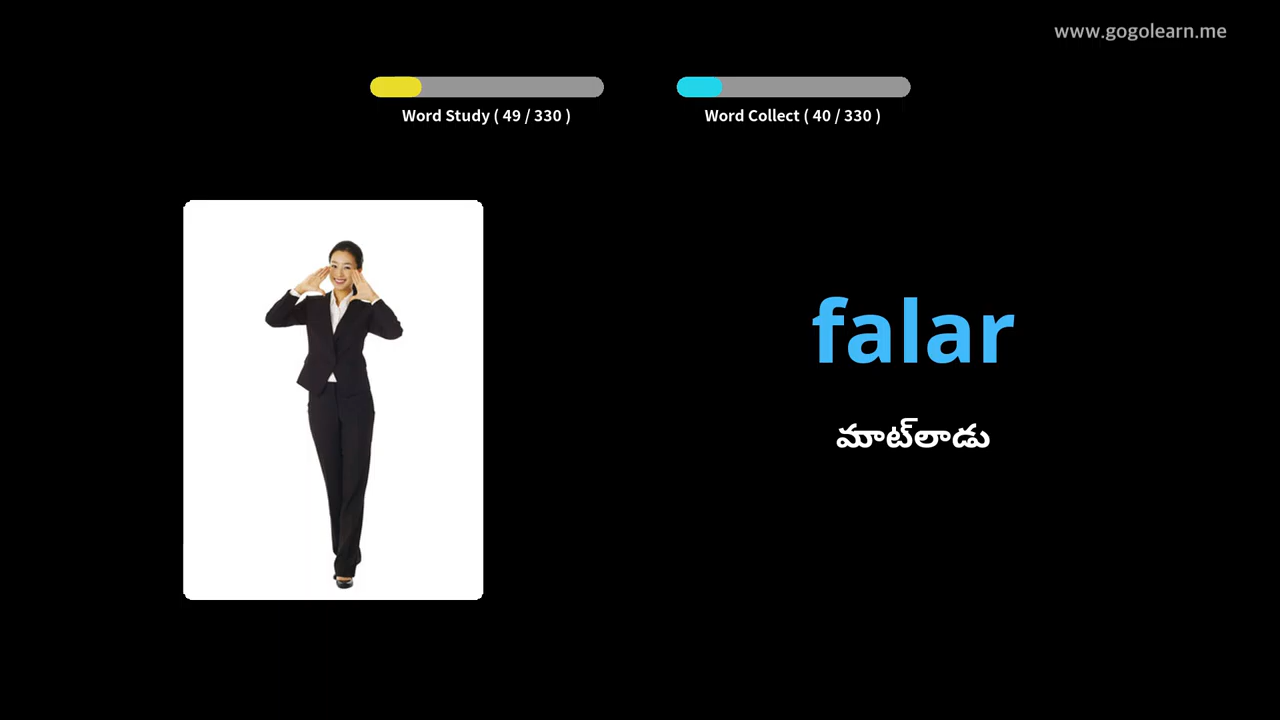 www.gogolearn.me
Word Study ( 49 / 330 )
Word Collect ( 40 / 330 )
falar
మాట్‌లాడు